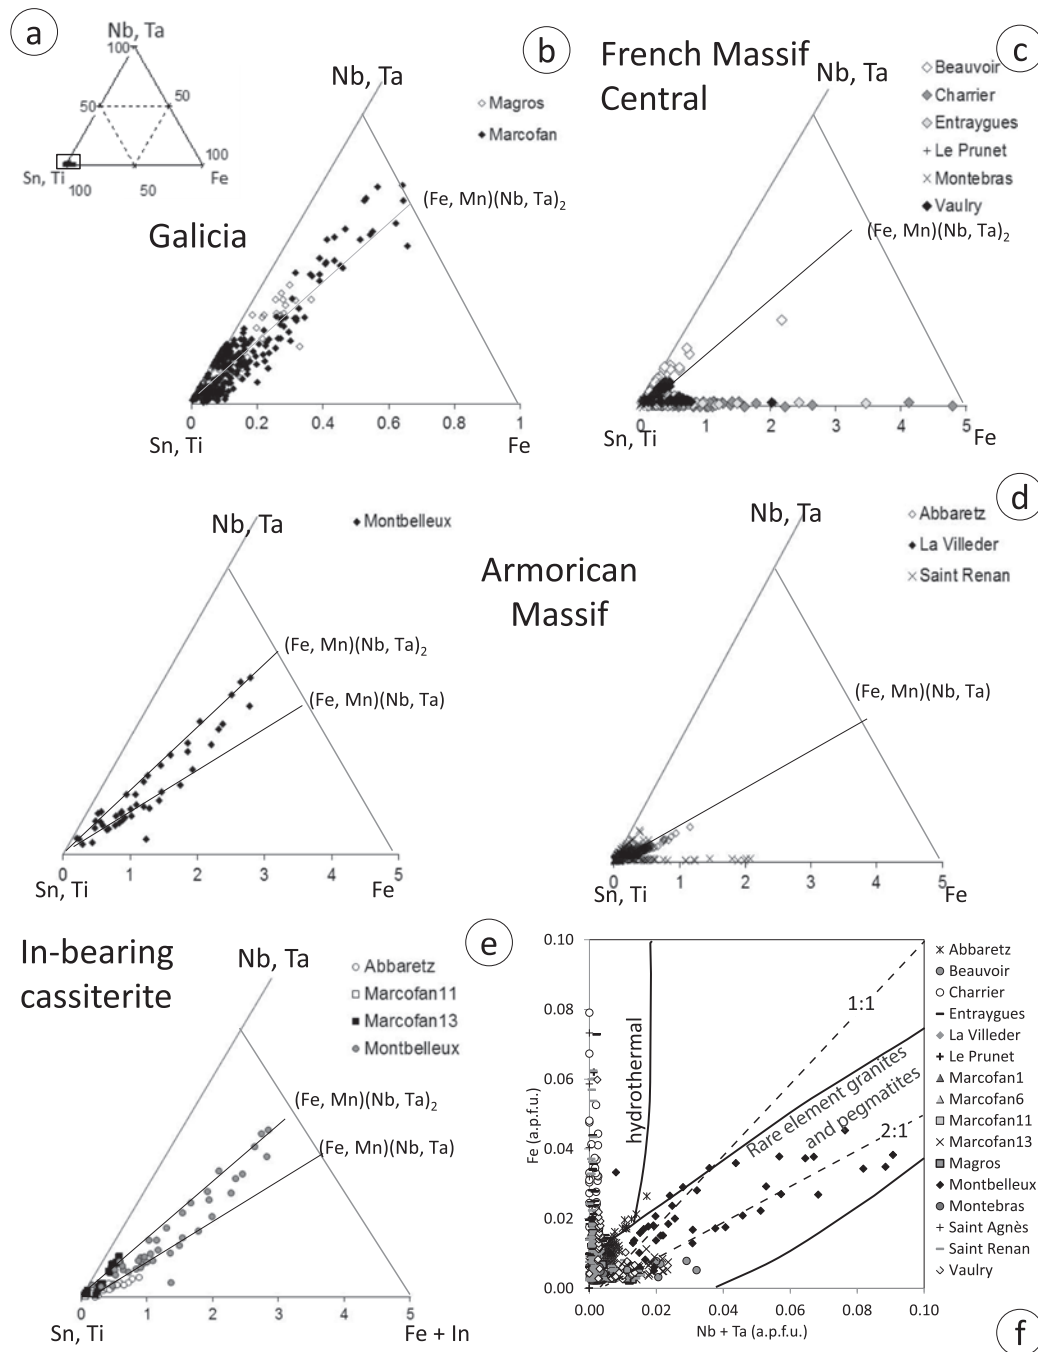 a
Nb, Ta
100
50
50
100
Sn, Ti
Fe
100
50
b
Nb, Ta
Magros
Marcofan
(Fe, Mn)(Nb, Ta)2
Galicia
0
0.2
0.4
0.6
0.8
1
Sn, Ti
Fe
French Massif
Central
c
Nb, Ta
Beauvoir
Charrier
Entraygues
Le Prunet
Montebras
Vaulry
(Fe, Mn)(Nb, Ta)2
0
1
2
3
4
5
Sn, Ti
Fe
Nb, Ta
Montbelleux
(Fe, Mn)(Nb, Ta)2
(Fe, Mn)(Nb, Ta)
0
1
2
3
4
5
Sn, Ti
Fe
Armorican
Massif
d
Nb, Ta
Abbaretz
La Villeder
Saint Renan
(Fe, Mn)(Nb, Ta)
0
1
2
3
4
5
Sn, Ti
Fe
In-bearing
cassiterite
e
Nb, Ta
Abbaretz
Marcofan11
Marcofan13
Montbelleux
(Fe, Mn)(Nb, Ta)2
(Fe, Mn)(Nb, Ta)
0
1
2
3
4
5
Sn, Ti
Fe + In
0.10
0.08
0.06
0.04
0.02
0.00
Fe (a.p.f.u.)
hydrothermal
1:1
Rare element granites
and pegmatites
2:1
0.00
0.02
0.04
0.06
0.08
0.10
Nb + Ta (a.p.f.u.)
Abbaretz
Beauvoir
Charrier
Entraygues
La Villeder
Le Prunet
Marcofan1
Marcofan6
Marcofan11
Marcofan13
Magros
Montbelleux
Montebras
Saint Agnès
Saint Renan
Vaulry
f